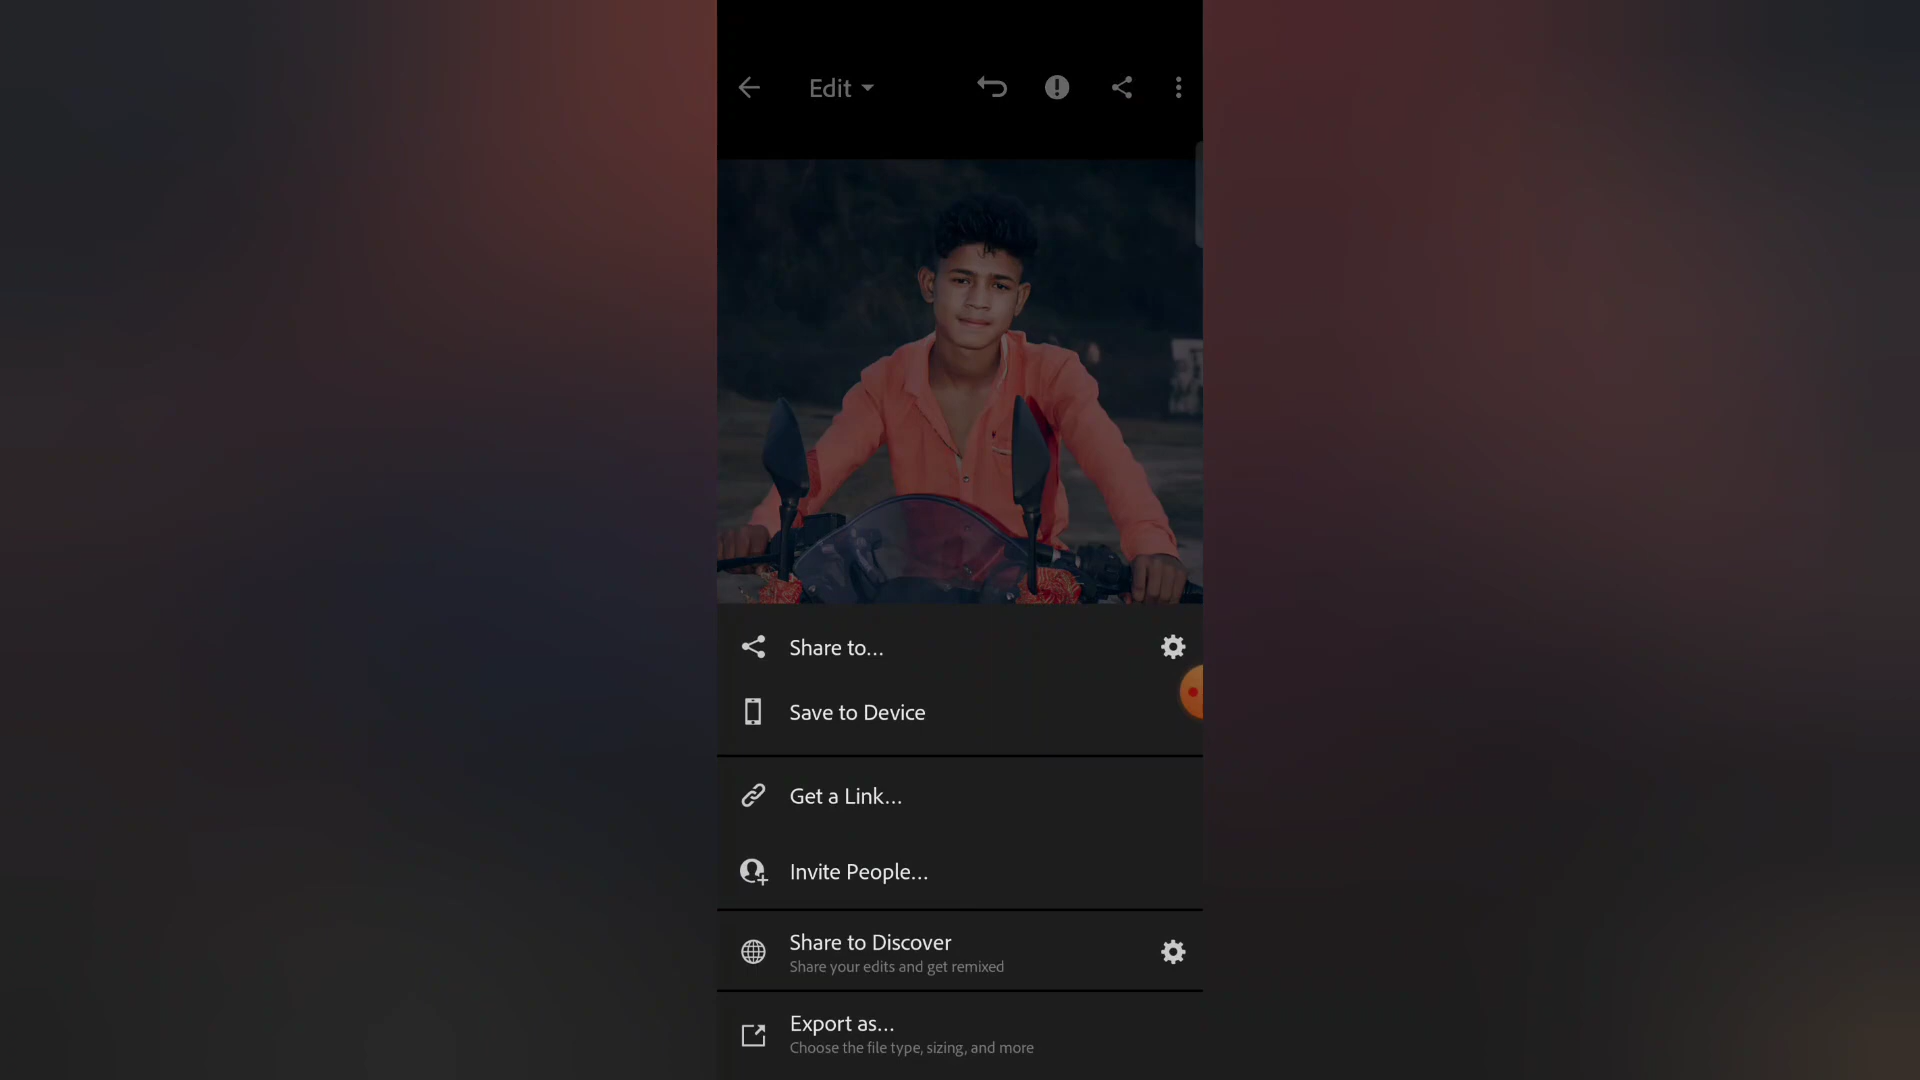 Edit
Share to...
Save to Device
Get a Link...
Invite People...
Share to Discover
Share your edits and get remixed
Export as...
Choose the file type, sizing, and more